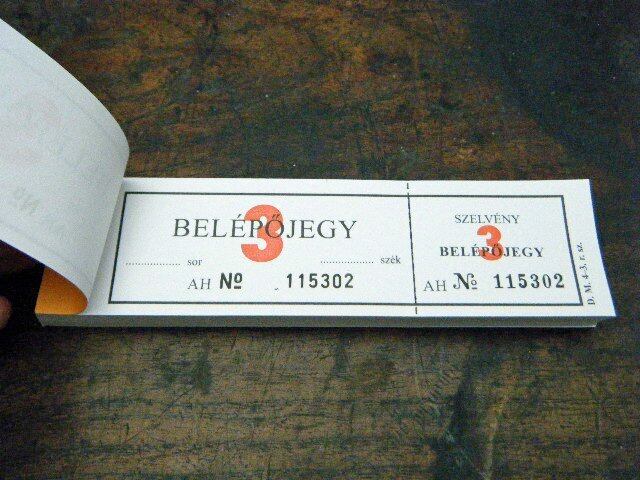 BELÉPŐJEGY
3
............... sor ............... szék
AH № 115302
SZELVÉNY
3
BELÉPŐJEGY
AH № 115302
D. M. 4-3. r. sz.